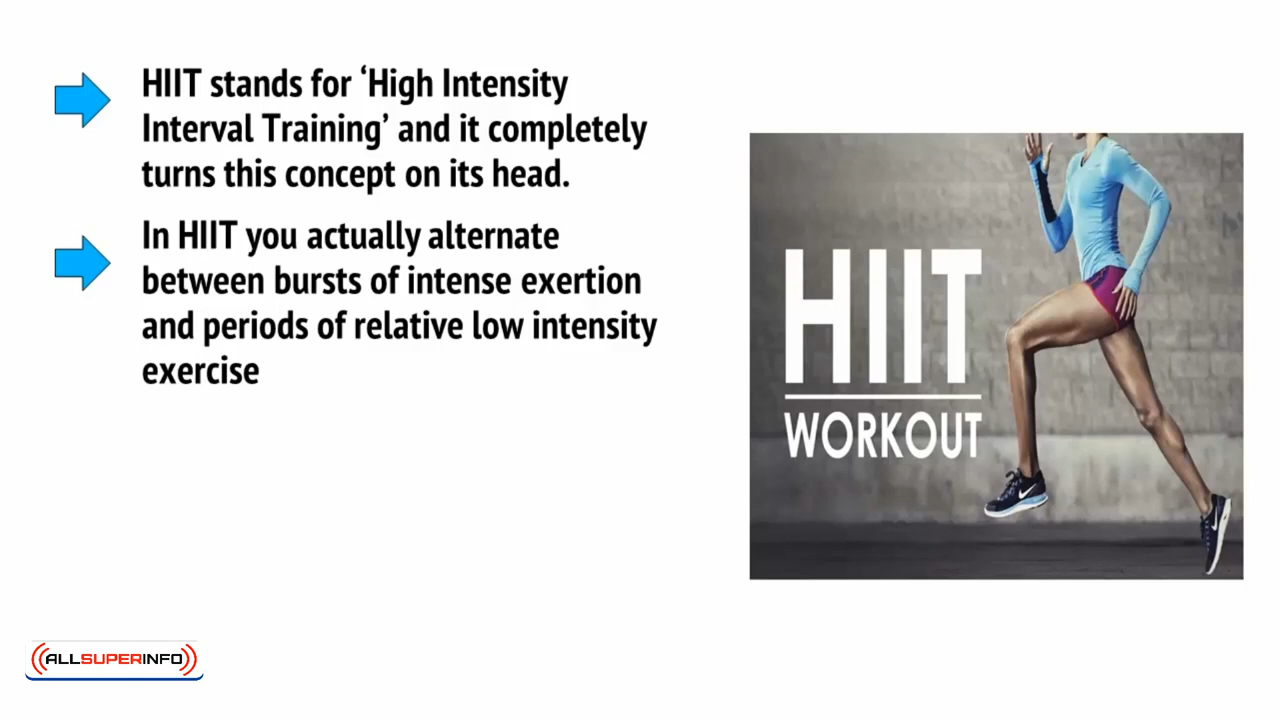 HIIT stands for ‘High Intensity
Interval Training’ and it completely
turns this concept on its head.
In HIIT you actually alternate
between bursts of intense exertion
and periods of relative low intensity
exercise
HIIT
WORKOUT
ALLSUPERINFO